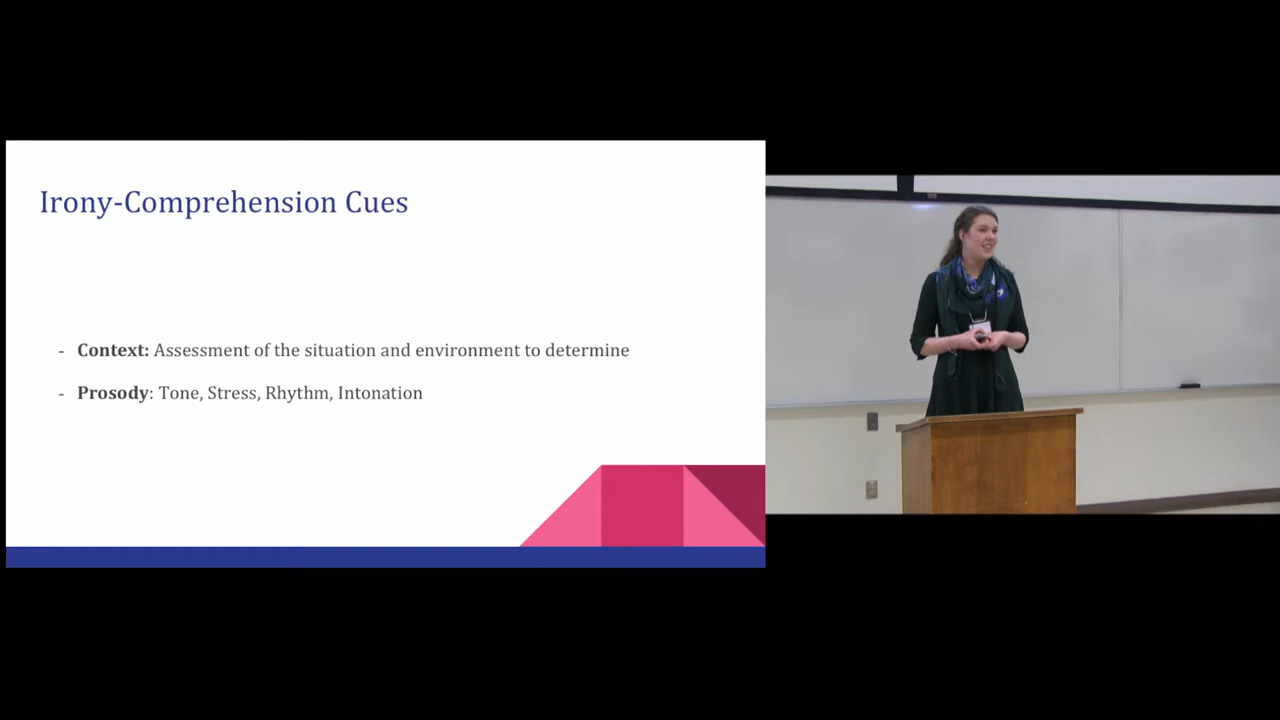 Irony-Comprehension Cues
- Context: Assessment of the situation and environment to determine
- Prosody: Tone, Stress, Rhythm, Intonation